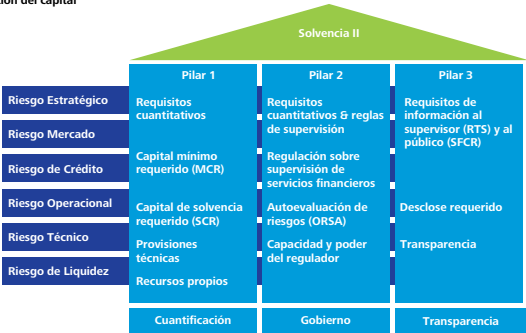 ión del capital
Solvencia II
Pilar 1
Pilar 2
Pilar 3
Riesgo Estratégico
Riesgo Mercado
Riesgo de Crédito
Riesgo Operacional
Riesgo Técnico
Riesgo de Liquidez
Requisitos
cuantitativos
Capital mínimo
requerido (MCR)
Capital de solvencia
requerido (SCR)
Provisiones
técnicas
Recursos propios
Requisitos
cuantitativos & reglas
de supervisión
Regulación sobre
supervisión de
servicios financieros
Autoevaluación de
riesgos (ORSA)
Capacidad y poder
del regulador
Requisitos de
información al
supervisor (RTS) y al
público (SFCR)
Desclose requerido
Transparencia
Cuantificación
Gobierno
Transparencia